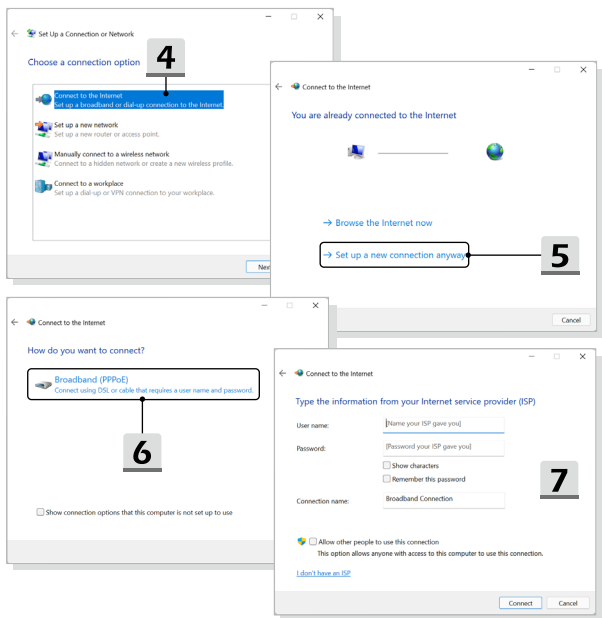 Set Up a Connection or Network
Choose a connection option
4
Connect to the Internet
Set up a broadband or dial-up connection to the Internet.
Set up a new network
Set up a new router or access point.
Manually connect to a wireless network
Connect to a hidden network or create a new wireless profile.
Connect to a workplace
Set up a dial-up or VPN connection to your workplace.
Connect to the Internet
You are already connected to the Internet
→ Browse the Internet now
→ Set up a new connection anyway
5
Cancel
Connect to the Internet
How do you want to connect?
Broadband (PPPoE)
Connect using DSL or cable that requires a user name and password.
6
Show connection options that this computer is not set up to use
Connect to the Internet
Type the information from your Internet service provider (ISP)
User name:
[Name your ISP gave you]
Password:
[Password your ISP gave you]
Show characters
Remember this password
7
Connection name:
Broadband Connection
Allow other people to use this connection
This option allows anyone with access to this computer to use this connection.
I don't have an ISP
Connect
Cancel